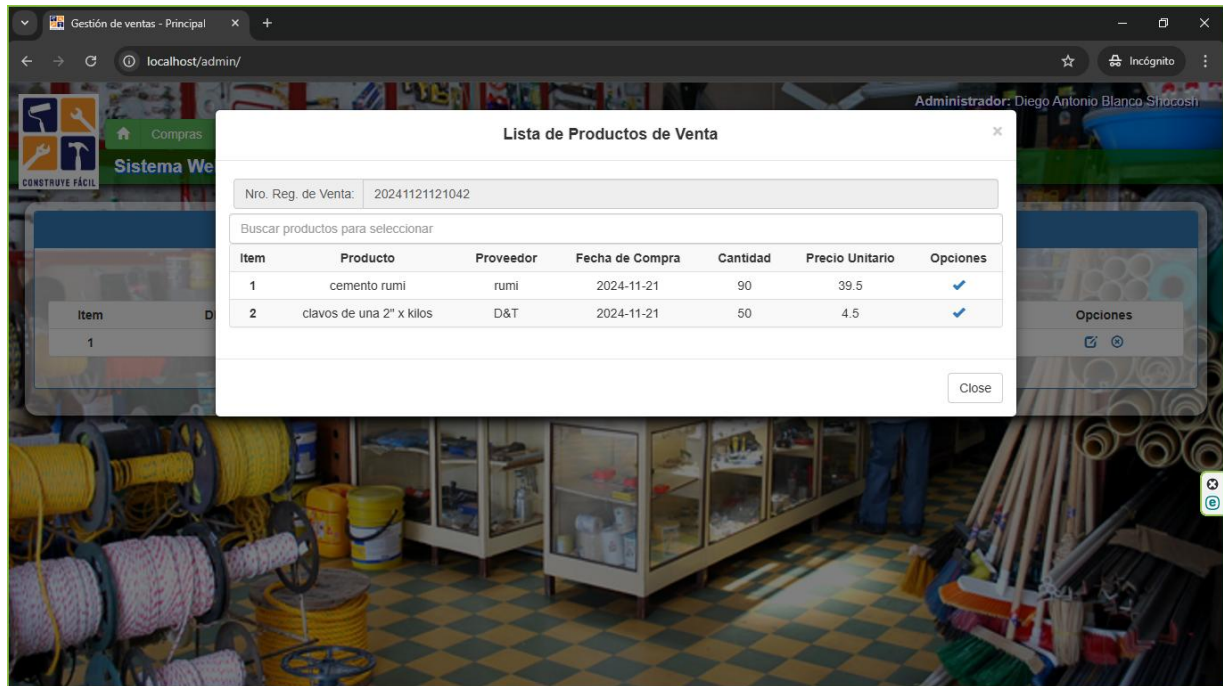 Gestión de ventas - Principal
localhost/admin/
Incógnito
Administrador: Diego Antonio Blanco Shocosh
Compras
Sistema We
CONSTRUYE FÁCIL
Lista de Productos de Venta
Nro. Reg. de Venta: 20241121121042
Buscar productos para seleccionar
Item Producto Proveedor Fecha de Compra Cantidad Precio Unitario Opciones
1 cemento rumi rumi 2024-11-21 90 39.5
2 clavos de una 2" x kilos D&T 2024-11-21 50 4.5
Item D Opciones
1
Close